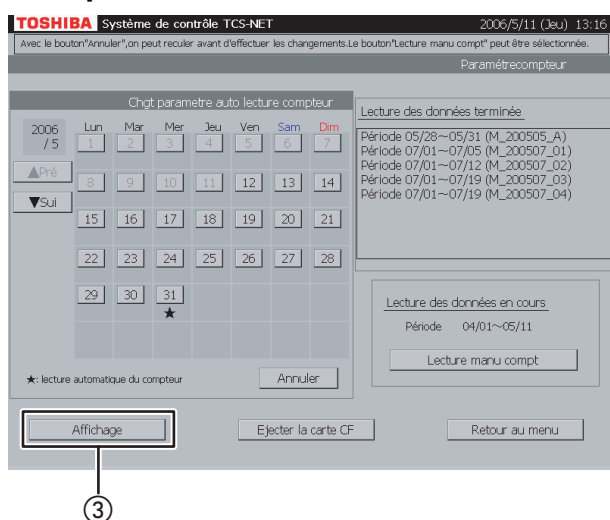 TOSHIBA Système de contrôle TCS-NET 2006/5/11 (Jeu) 13:16
Avec le bouton"Annuler",on peut reculer avant d'effectuer les changements.Le bouton"Lecture manu compt" peut être sélectionnée.
Paramétrecompteur
Chgt parametre auto lecture compteur
2006
/ 5
Lun Mar Mer Jeu Ven Sam Dim
1 2 3 4 5 6 7
▲Pré
8 9 10 11 12 13 14
▼Sui
15 16 17 18 19 20 21
22 23 24 25 26 27 28
29 30 31
★
★: lecture automatique du compteur
Annuler
Lecture des données terminée
Période 05/28～05/31 (M_200505_A)
Période 07/01～07/05 (M_200507_01)
Période 07/01～07/12 (M_200507_02)
Période 07/01～07/19 (M_200507_03)
Période 07/01～07/19 (M_200507_04)
Lecture des données en cours
Période 04/01～05/11
Lecture manu compt
Affichage Ejecter la carte CF Retour au menu
③